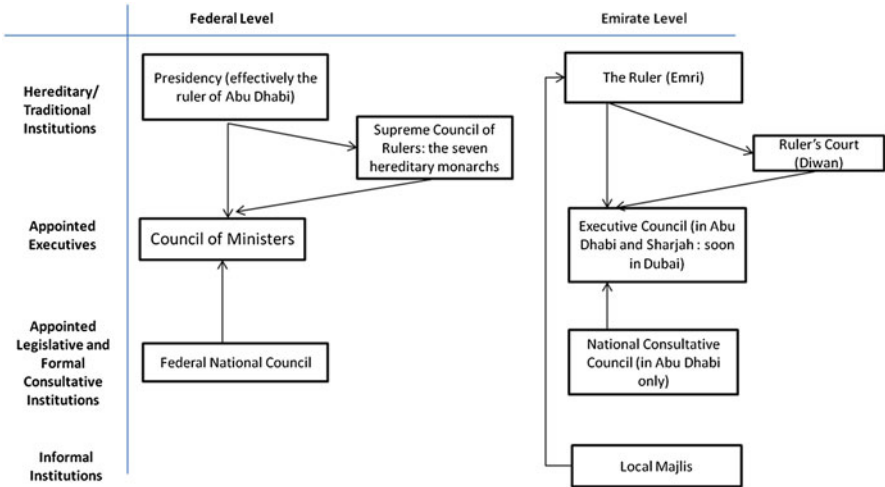 Federal Level
Emirate Level
Hereditary/
Traditional
Institutions
Presidency (effectively the
ruler of Abu Dhabi)
Supreme Council of
Rulers: the seven
hereditary monarchs
The Ruler (Emri)
Ruler's Court
(Diwan)
Appointed
Executives
Council of Ministers
Executive Council (in Abu
Dhabi and Sharjah : soon
in Dubai)
Appointed
Legislative and
Formal
Consultative
Institutions
Federal National Council
National Consultative
Council (in Abu Dhabi
only)
Informal
Institutions
Local Majlis